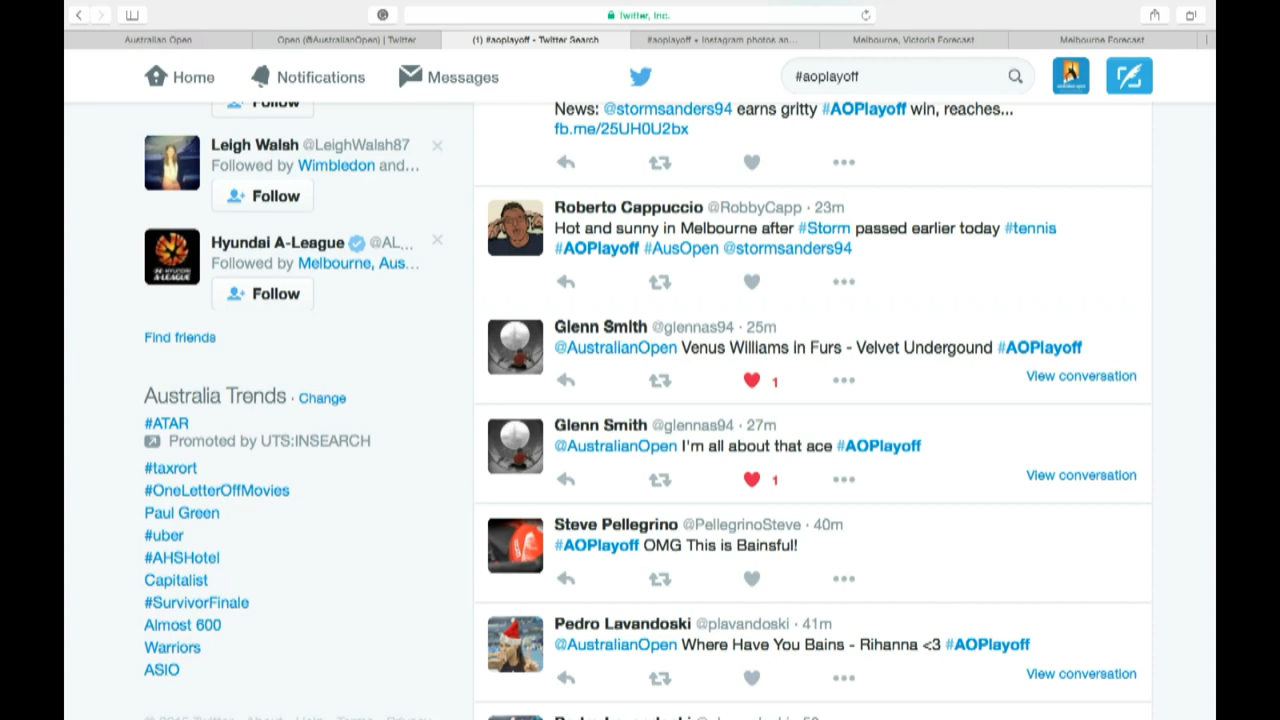 Twitter, Inc.
Australian Open
Open (@AustralianOpen) | Twitter
(1) #aoplayoff - Twitter Search
#aoplayoff • Instagram photos an...
Melbourne, Victoria Forecast
Melbourne Forecast
Home
Notifications
Messages
#aoplayoff
Follow
Leigh Walsh @LeighWalsh87
Followed by Wimbledon and...
Follow
Hyundai A-League @AL...
Followed by Melbourne, Aus...
Follow
Find friends
Australia Trends · Change
#ATAR
Promoted by UTS:INSEARCH
#taxrort
#OneLetterOffMovies
Paul Green
#uber
#AHSHotel
Capitalist
#SurvivorFinale
Almost 600
Warriors
ASIO
News: @stormsanders94 earns gritty #AOPlayoff win, reaches...
fb.me/25UH0U2bx
Roberto Cappuccio @RobbyCapp · 23m
Hot and sunny in Melbourne after #Storm passed earlier today #tennis
#AOPlayoff #AusOpen @stormsanders94
Glenn Smith @glennas94 · 25m
@AustralianOpen Venus Williams in Furs - Velvet Undergound #AOPlayoff
1
View conversation
Glenn Smith @glennas94 · 27m
@AustralianOpen I'm all about that ace #AOPlayoff
1
View conversation
Steve Pellegrino @PellegrinoSteve · 40m
#AOPlayoff OMG This is Bainsful!
Pedro Lavandoski @plavandoski · 41m
@AustralianOpen Where Have You Bains - Rihanna <3 #AOPlayoff
View conversation